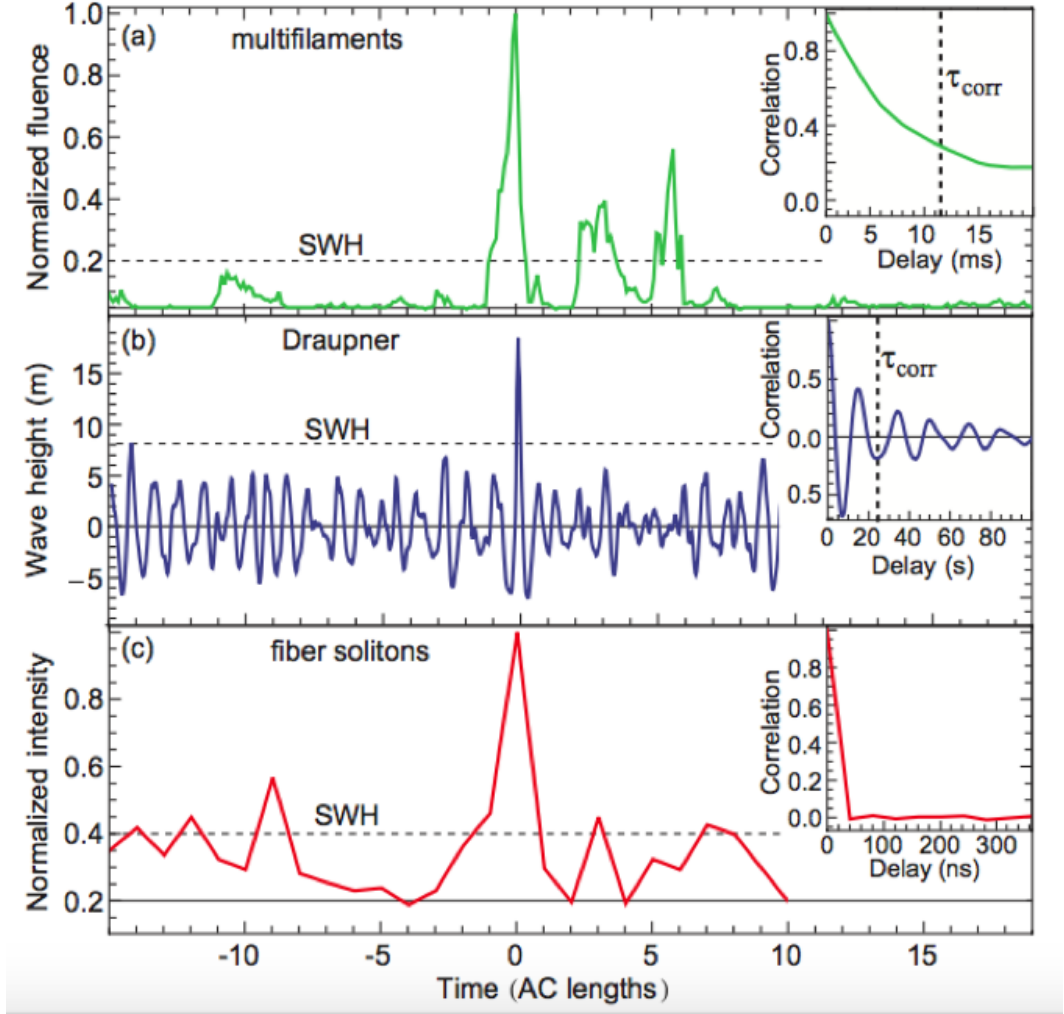 (a) multifilaments
Normalized fluence
1.0
0.8
0.6
0.4
0.2
SWH
Correlation
0.8
0.4
0.0
τcorr
0 5 10 15
Delay (ms)
(b) Draupner
Wave height (m)
15
10
5
0
−5
SWH
Correlation
0.5
0.0
0.5
τcorr
0 20 40 60 80
Delay (s)
(c) fiber solitons
Normalized intensity
0.8
0.6
0.4
0.2
SWH
Correlation
0.8
0.6
0.4
0.2
0.0
0 100 200 300
Delay (ns)
-10 -5 0 5 10 15
Time (AC lengths)